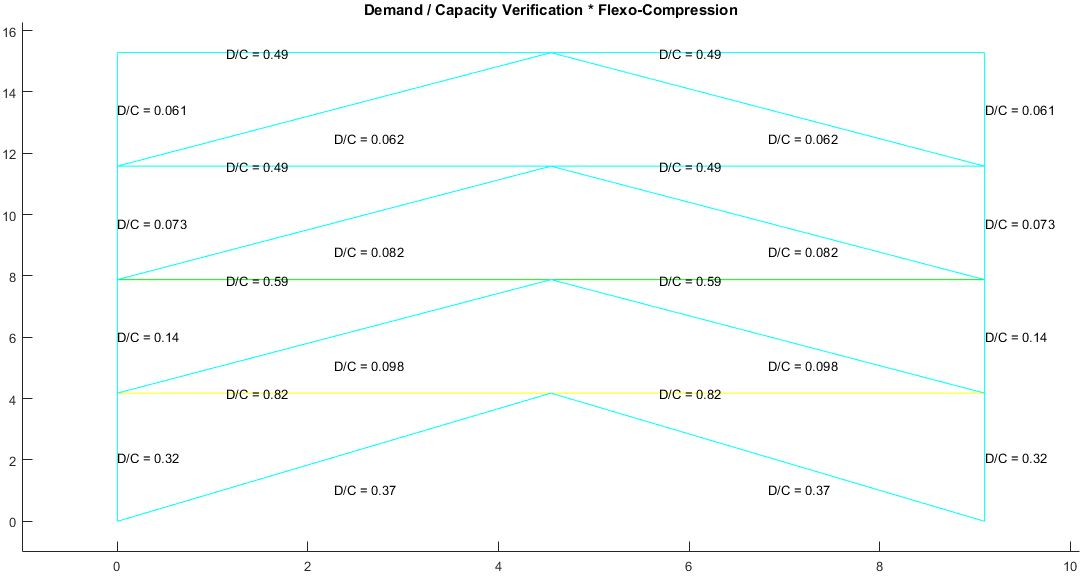 Demand / Capacity Verification * Flexo-Compression
16
D/C = 0.49
D/C = 0.49
14
D/C = 0.061
D/C = 0.061
D/C = 0.062
D/C = 0.062
12
D/C = 0.49
D/C = 0.49
10
D/C = 0.073
D/C = 0.073
D/C = 0.082
D/C = 0.082
8
D/C = 0.59
D/C = 0.59
6
D/C = 0.14
D/C = 0.14
D/C = 0.098
D/C = 0.098
4
D/C = 0.82
D/C = 0.82
2
D/C = 0.32
D/C = 0.32
D/C = 0.37
D/C = 0.37
0
0
2
4
6
8
10